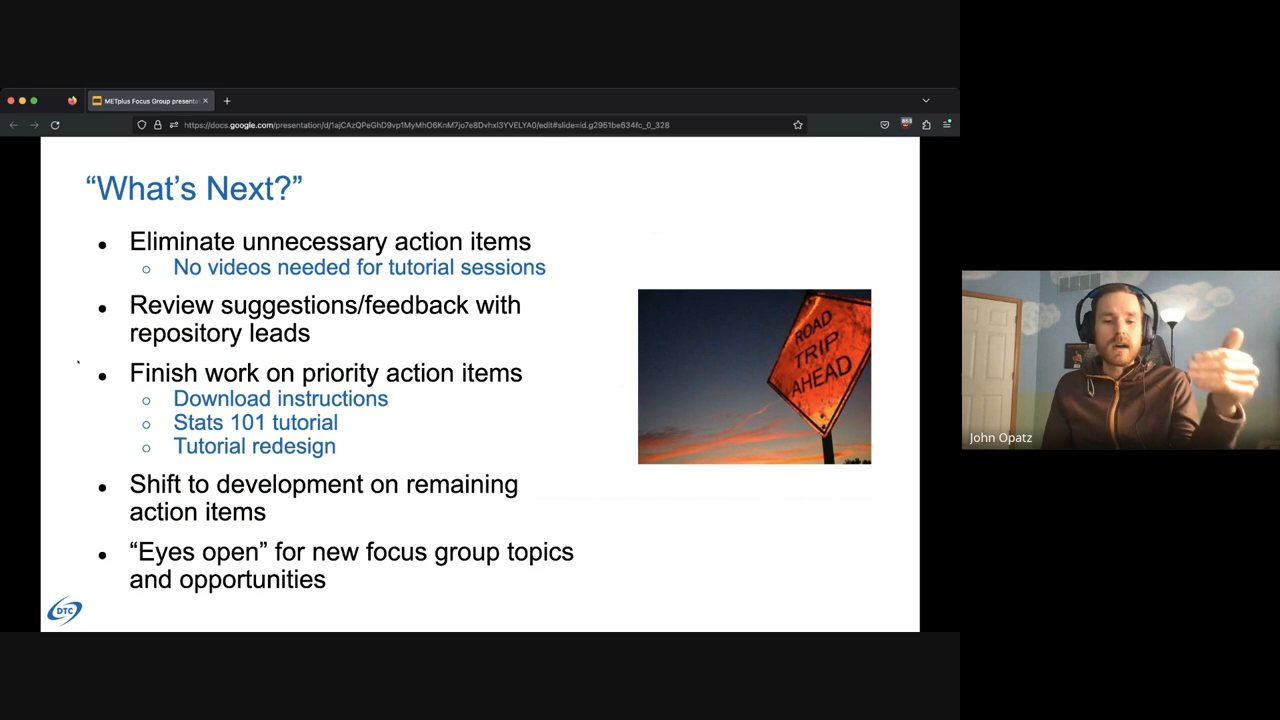 METplus Focus Group presentat
https://docs.google.com/presentation/d/1ajCAzQPeGhD9vp1MyMhO6KnM7jo7e8Dvhxl3YVELYA0/edit#slide=id.g2951be634fc_0_328
853
“What’s Next?”
Eliminate unnecessary action items
No videos needed for tutorial sessions
Review suggestions/feedback with
repository leads
Finish work on priority action items
Download instructions
Stats 101 tutorial
Tutorial redesign
Shift to development on remaining
action items
“Eyes open” for new focus group topics
and opportunities
ROAD
TRIP
AHEAD
DTC
John Opatz